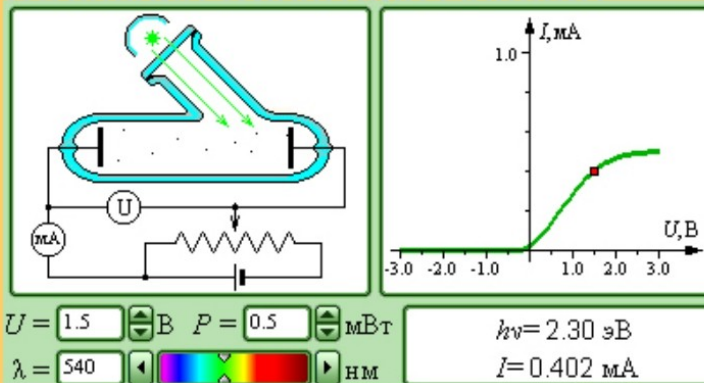 I,мА
1.0
U
мА
U,В
-3.0 -2.0 -1.0 1.0 2.0 3.0
U = 1.5 В P = 0.5 мВт
λ = 540 нм
hν= 2.30 эВ
I= 0.402 мА